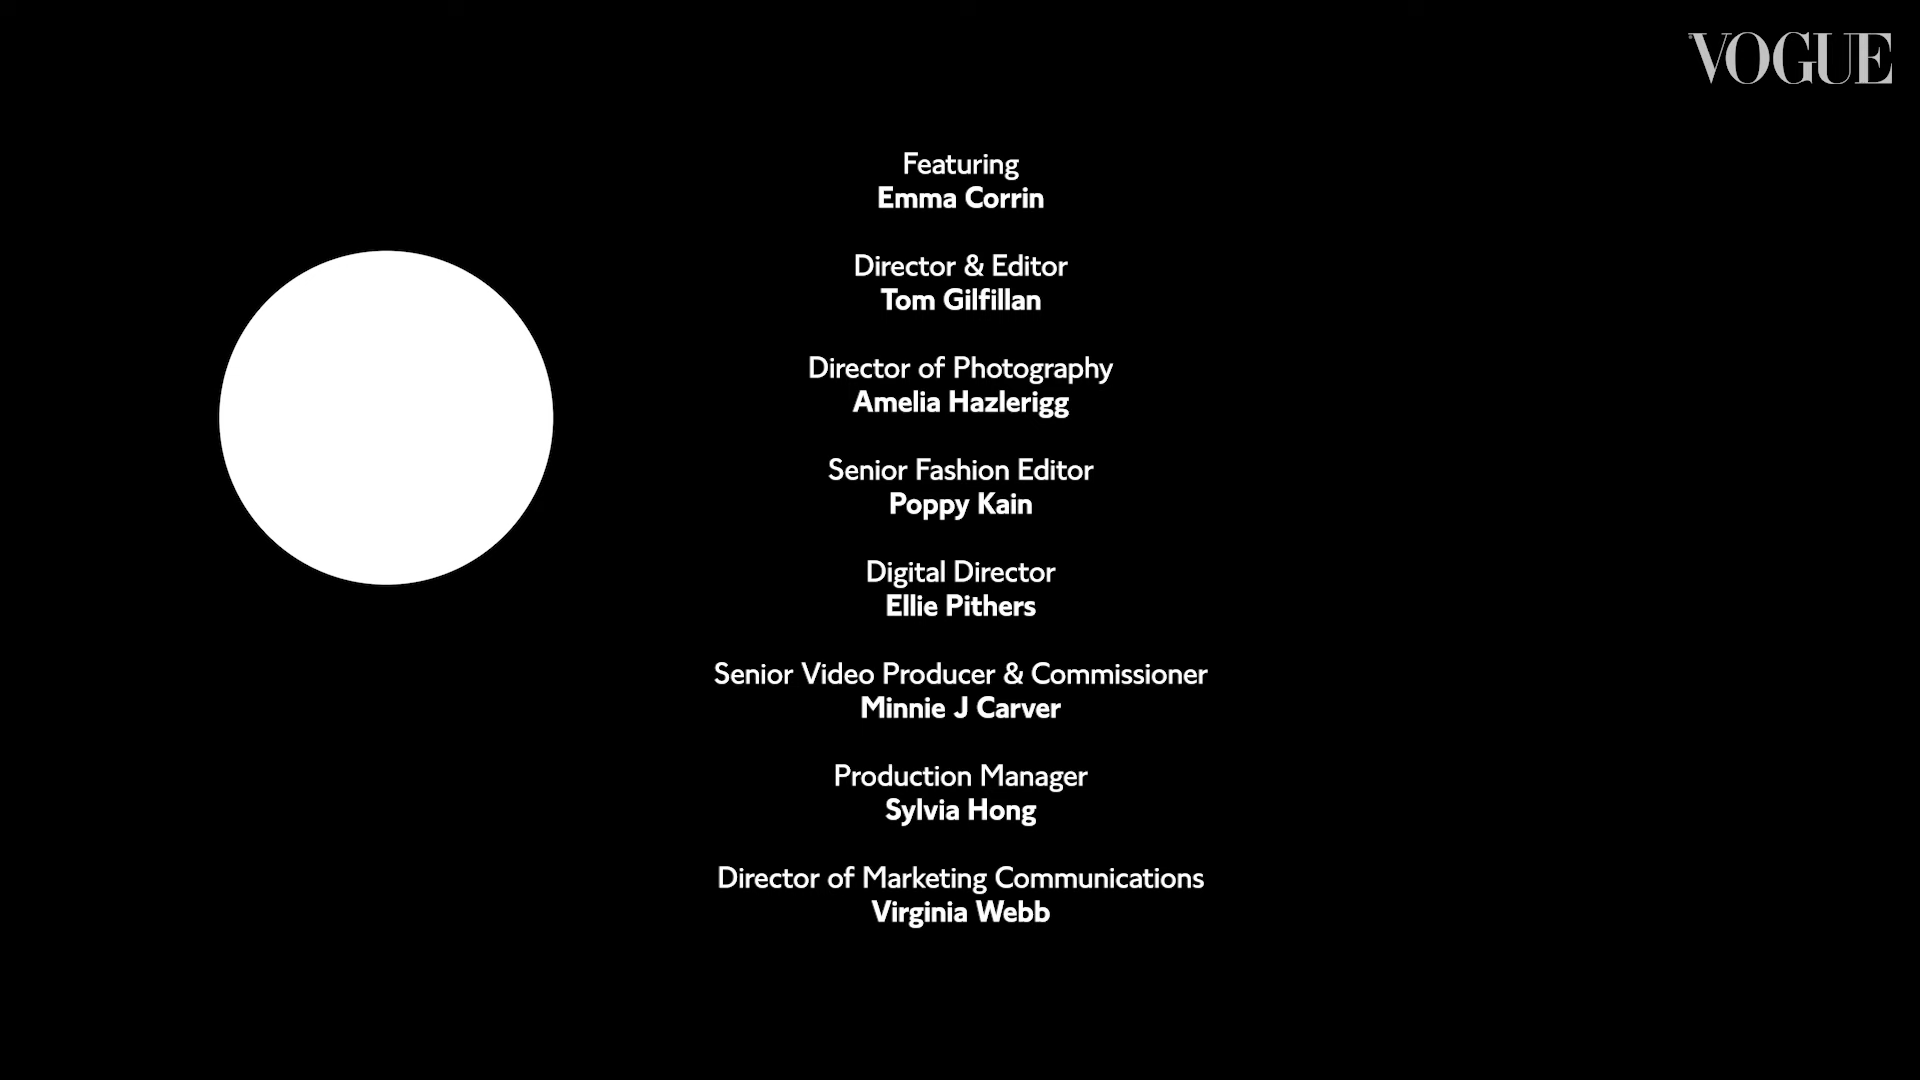 VOGUE
Featuring
Emma Corrin
Director & Editor
Tom Gilfillan
Director of Photography
Amelia Hazlerigg
Senior Fashion Editor
Poppy Kain
Digital Director
Ellie Pithers
Senior Video Producer & Commissioner
Minnie J Carver
Production Manager
Sylvia Hong
Director of Marketing Communications
Virginia Webb